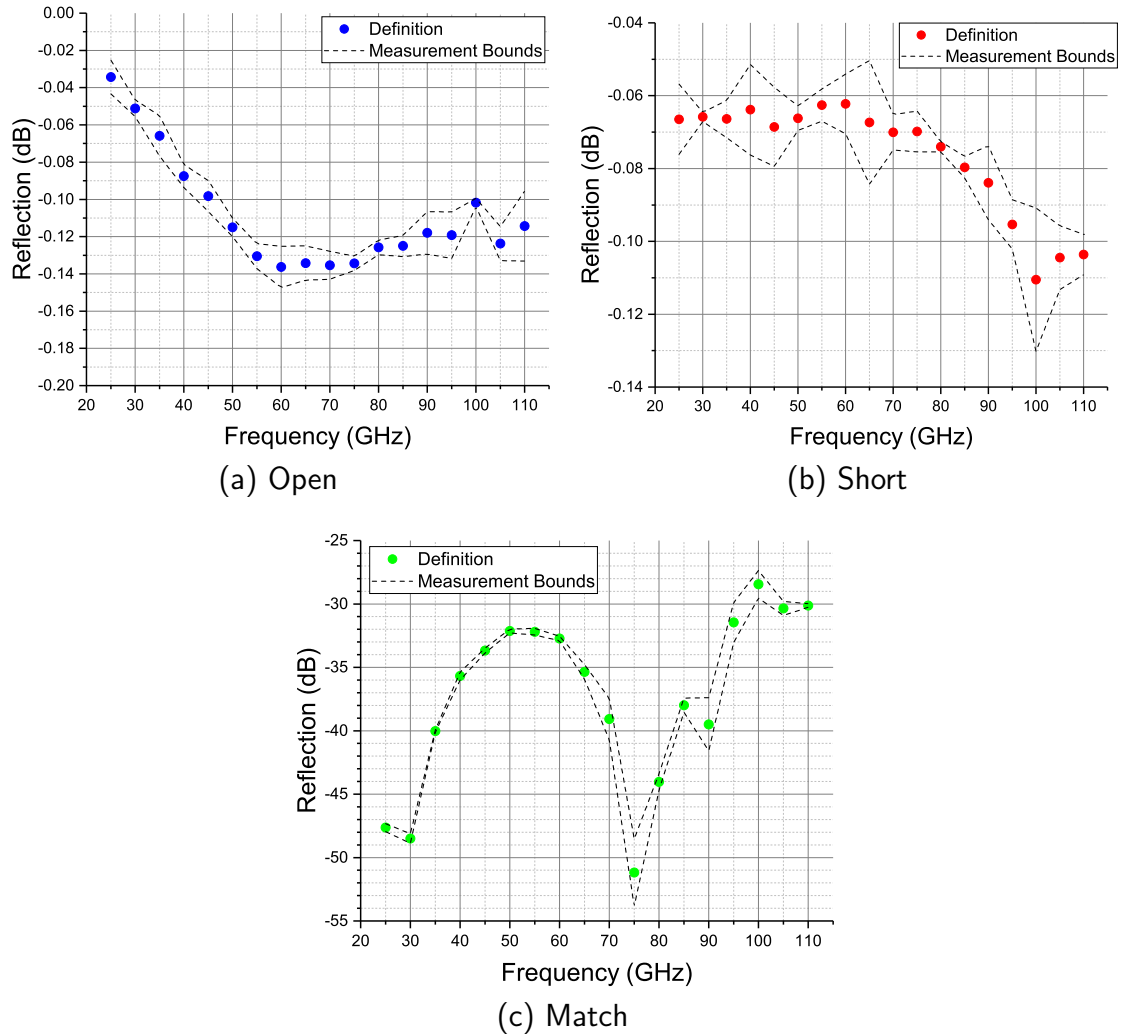 0.00
-0.02
-0.04
-0.06
-0.08
-0.10
-0.12
-0.14
-0.16
-0.18
-0.20
Reflection (dB)
Definition
Measurement Bounds
20 30 40 50 60 70 80 90 100 110
Frequency (GHz)
(a) Open
-0.04
-0.06
-0.08
-0.10
-0.12
-0.14
Reflection (dB)
Definition
Measurement Bounds
20 30 40 50 60 70 80 90 100 110
Frequency (GHz)
(b) Short
-25
-30
-35
-40
-45
-50
-55
Reflection (dB)
Definition
Measurement Bounds
20 30 40 50 60 70 80 90 100 110
Frequency (GHz)
(c) Match